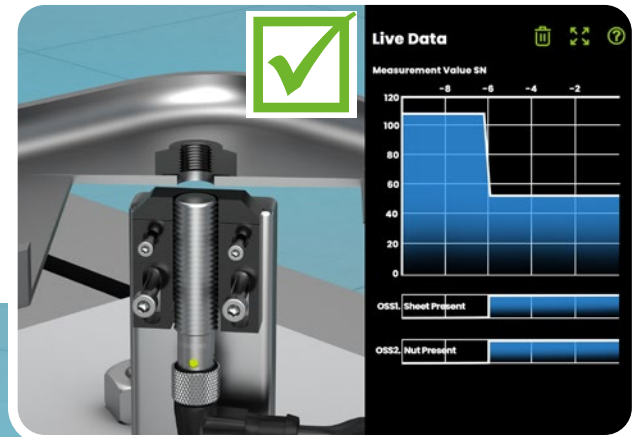 Live Data
Measurement Value SN
-8 -6 -4 -2
120
100
80
60
40
20
0
OSS1. Sheet Present
OSS2. Nut Present